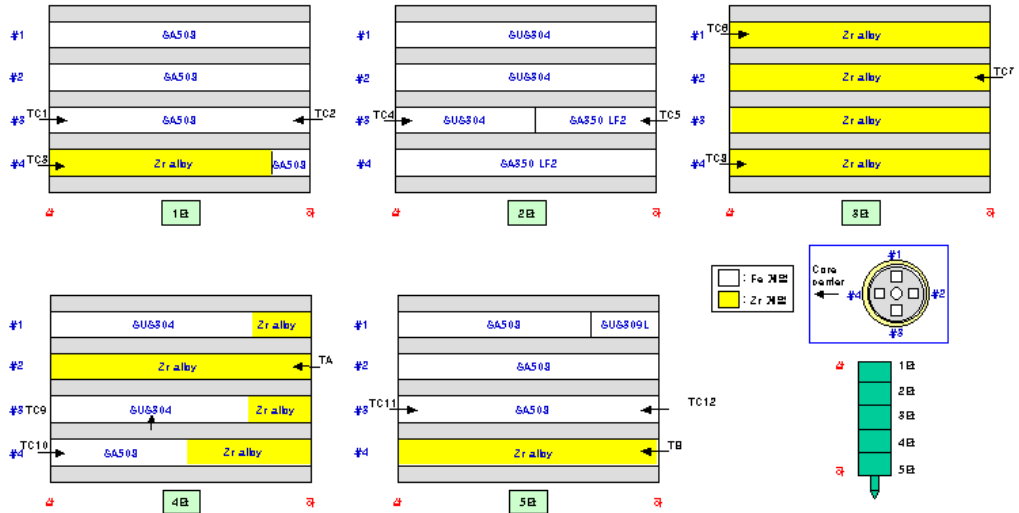 #1 SA508
#2 SA508
#3 TC1 SA508 TC2
#4 TC3 Zr alloy SA508
상 1단 하
#1 SUS304
#2 SUS304
#3 TC4 SUS304 SA350 LF2 TC5
#4 SA350 LF2
상 2단 하
#1 TC6 Zr alloy
#2 Zr alloy TC7
#3 Zr alloy
#4 TC8 Zr alloy
상 3단 하
#1 SUS304 Zr alloy
#2 Zr alloy TA
#3 TC9 SUS304 Zr alloy
#4 TC10 SA508 Zr alloy
상 4단 하
#1 SA508 SUS309L
#2 SA508
#3 TC11 SA508 TC12
#4 Zr alloy TB
상 5단 하
: Fe 계열
: Zr 계열
Core
center
#1
#4 #2
#3
상 1단
2단
3단
4단
하 5단